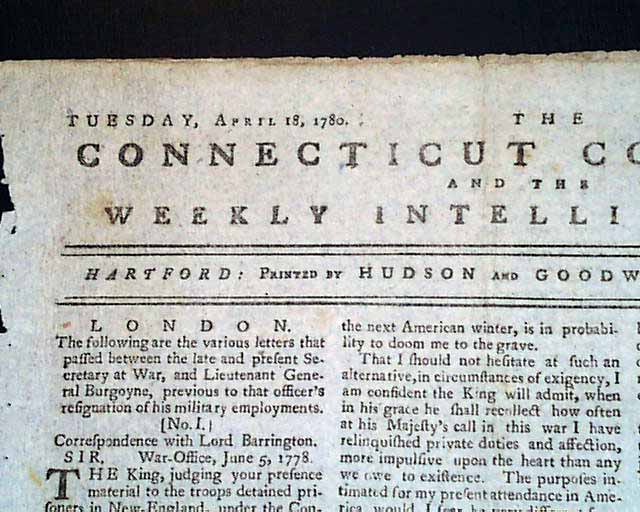 TUESDAY, APRIL 18, 1780.
THE
CONNECTICUT CO
AND THE
WEEKLY INTELLI
HARTFORD: PRINTED BY HUDSON AND GOODW
LONDON.
The following are the various letters that
paſſed between the late and preſent Se-
cretary at War, and Lieutenant Gene-
ral Burgoyne, previous to that officer's
reſignation of his military employments.
[No. I.]
Correſpondence with Lord Barrington.
SIR. War-Office, June 5, 1778.
THE King, judging your preſence
material to the troops detained pri-
ſoners in New-England, under the Con-
the next American winter, is in probabi-
lity to doom me to the grave.
That I ſhould not heſitate at ſuch an
alternative, in circumſtances of exigency, I
am confident the King will admit, when
in his grace he ſhall recollect how often
at his Majeſty's call in this war I have
relinquiſhed private duties and affection,
more impulſive upon the heart than any
we owe to exiſtence. The purpoſes in-
timated for my preſent attendance in Ame-
rica would, I fear, be very different